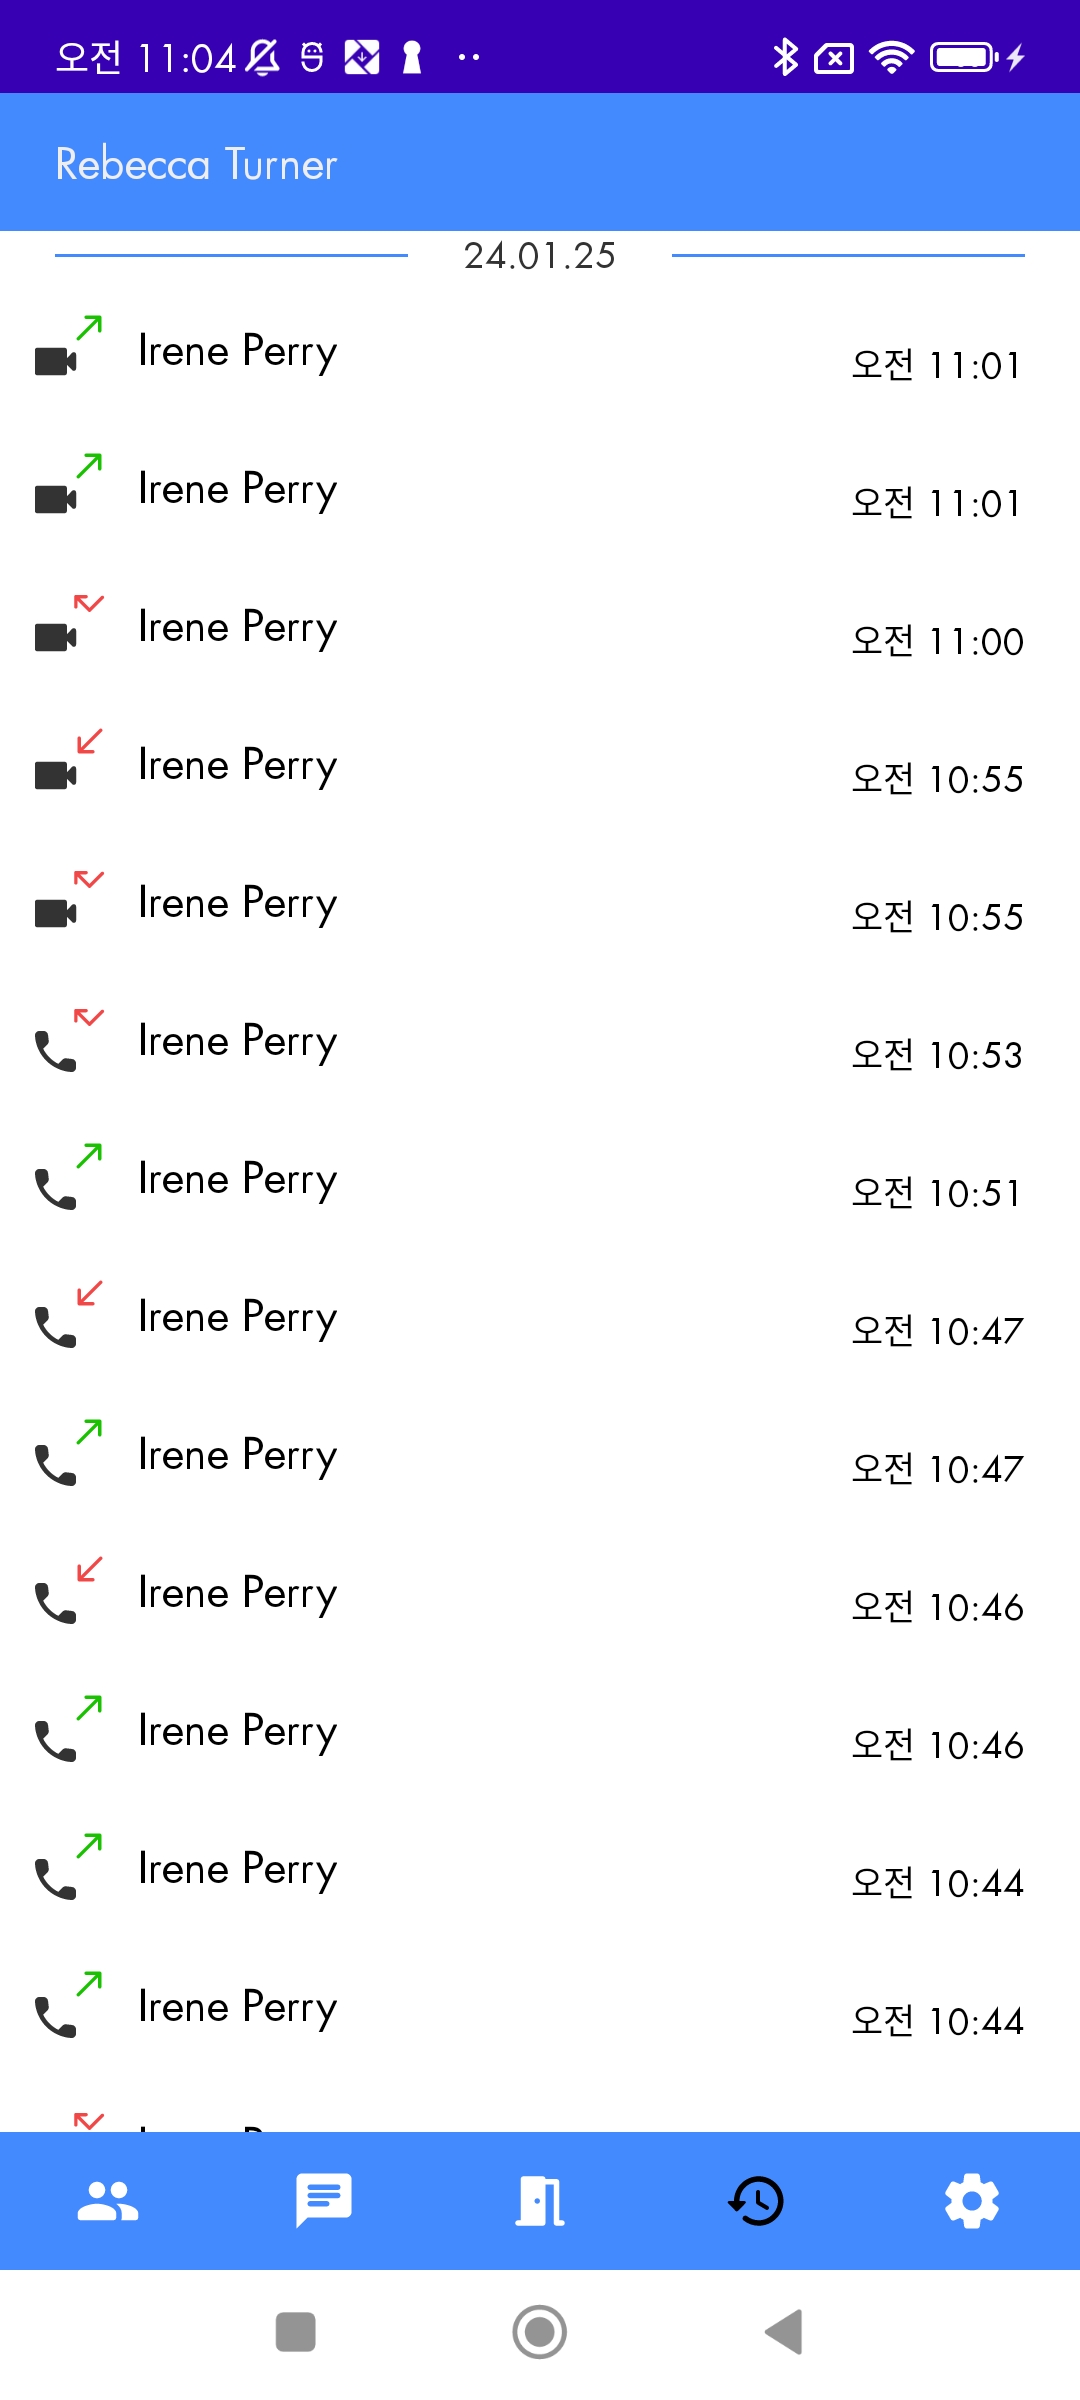 오전 11:04
Rebecca Turner
24.01.25
Irene Perry 오전 11:01
Irene Perry 오전 11:01
Irene Perry 오전 11:00
Irene Perry 오전 10:55
Irene Perry 오전 10:55
Irene Perry 오전 10:53
Irene Perry 오전 10:51
Irene Perry 오전 10:47
Irene Perry 오전 10:47
Irene Perry 오전 10:46
Irene Perry 오전 10:46
Irene Perry 오전 10:44
Irene Perry 오전 10:44